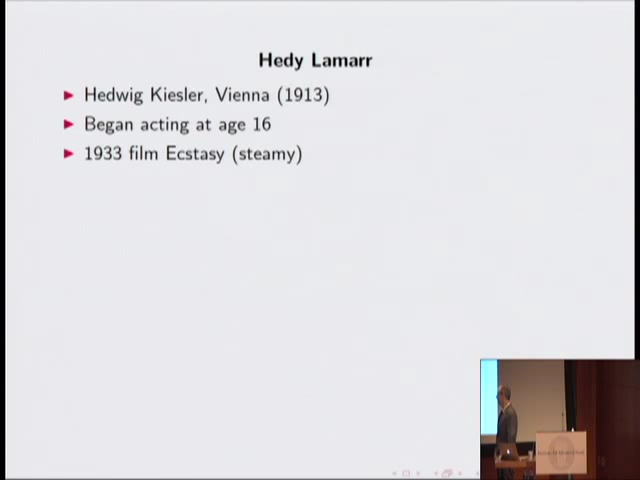 Hedy Lamarr
Hedwig Kiesler, Vienna (1913)
Began acting at age 16
1933 film Ecstasy (steamy)